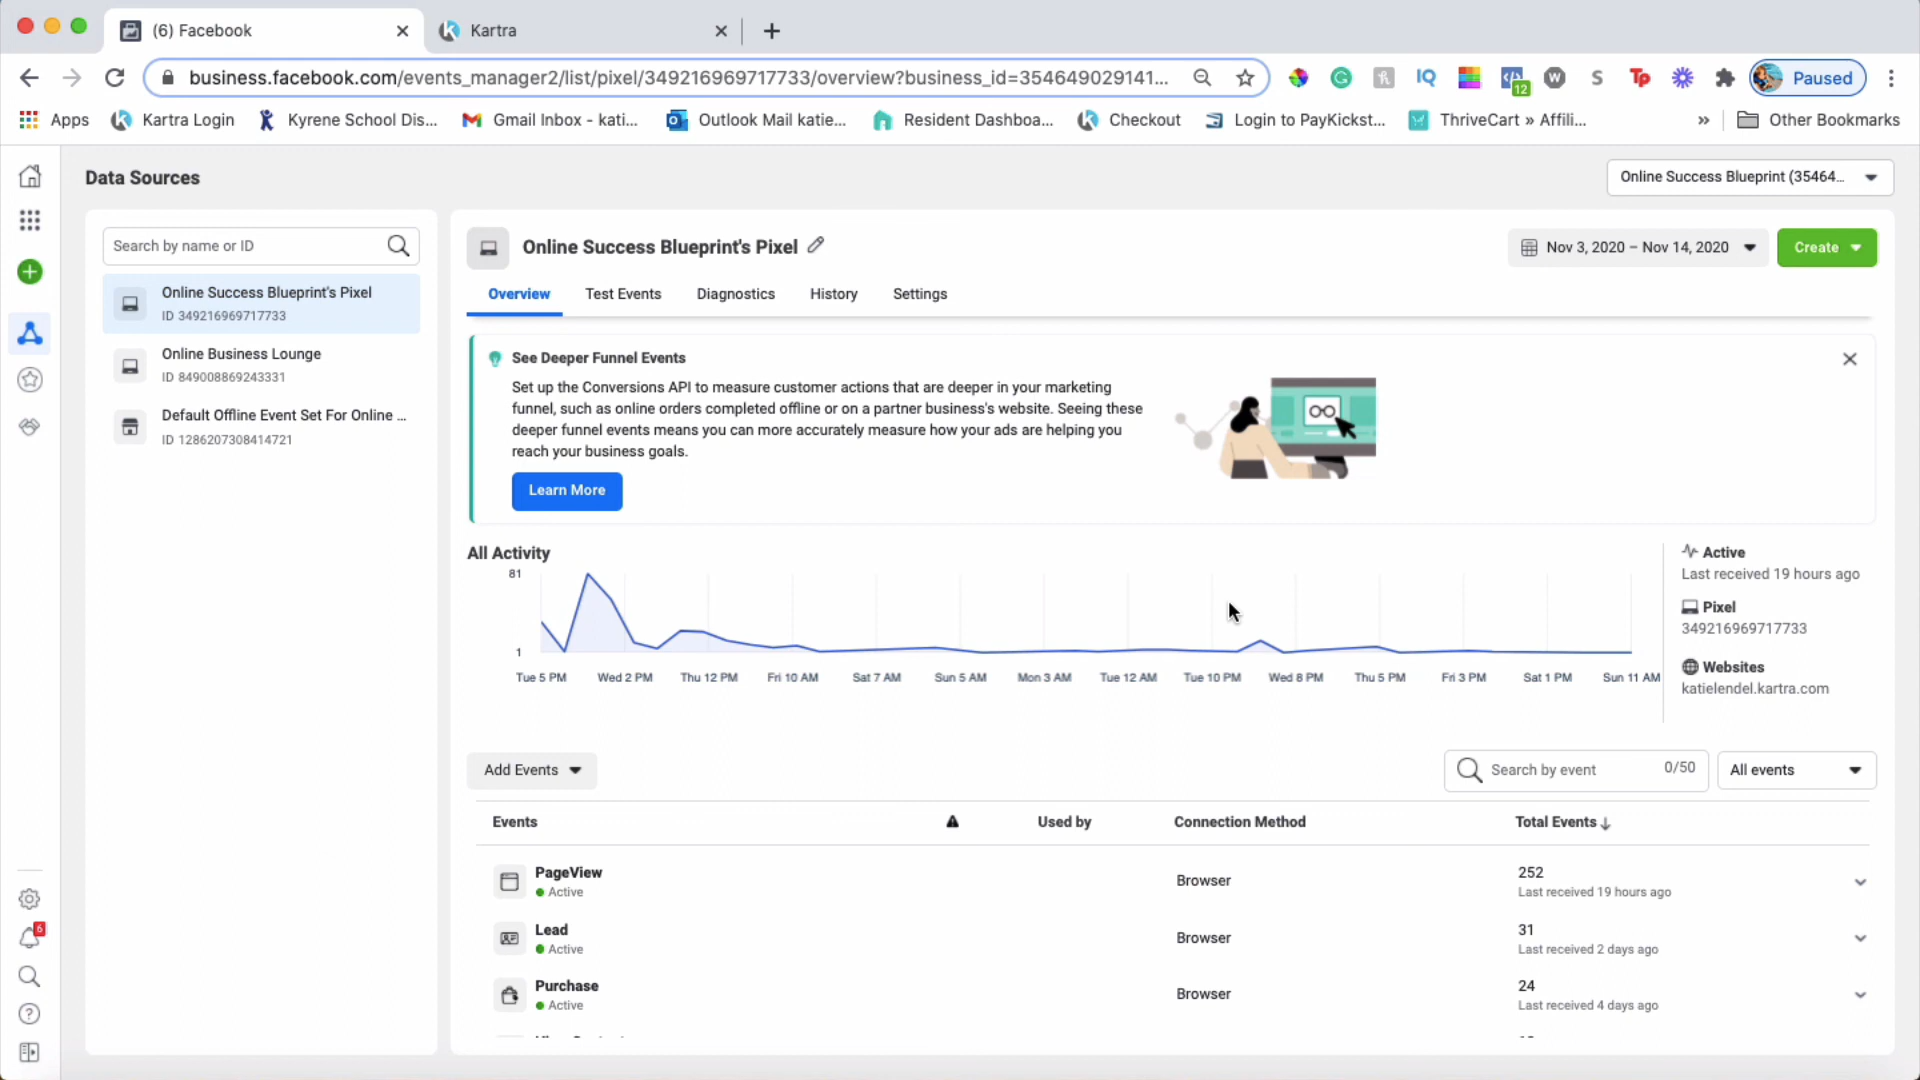 (6) Facebook
Kartra
business.facebook.com/events_manager2/list/pixel/349216969717733/overview?business_id=354649029141...
12
W
S
Tp
IQ
Paused
Apps
Kartra Login
Kyrene School Dis...
Gmail Inbox - kati...
Outlook Mail katie...
Resident Dashboa...
Checkout
Login to PayKickst...
ThriveCart » Affili...
»
Other Bookmarks
Data Sources
Online Success Blueprint (35464...
Search by name or ID
Online Success Blueprint's Pixel
ID 349216969717733
Online Business Lounge
ID 849008869243331
Default Offline Event Set For Online ...
ID 1286207308414721
Online Success Blueprint's Pixel
Nov 3, 2020 – Nov 14, 2020
Create
Overview
Test Events
Diagnostics
History
Settings
See Deeper Funnel Events
Set up the Conversions API to measure customer actions that are deeper in your marketing
funnel, such as online orders completed offline or on a partner business's website. Seeing these
deeper funnel events means you can more accurately measure how your ads are helping you
reach your business goals.
Learn More
All Activity
81
1
Tue 5 PM
Wed 2 PM
Thu 12 PM
Fri 10 AM
Sat 7 AM
Sun 5 AM
Mon 3 AM
Tue 12 AM
Tue 10 PM
Wed 8 PM
Thu 5 PM
Fri 3 PM
Sat 1 PM
Sun 11 AM
Active
Last received 19 hours ago
Pixel
349216969717733
Websites
katielendel.kartra.com
Add Events
Search by event
0/50
All events
Events
Used by
Connection Method
Total Events
PageView
Active
Browser
252
Last received 19 hours ago
Lead
Active
Browser
31
Last received 2 days ago
Purchase
Active
Browser
24
Last received 4 days ago
6